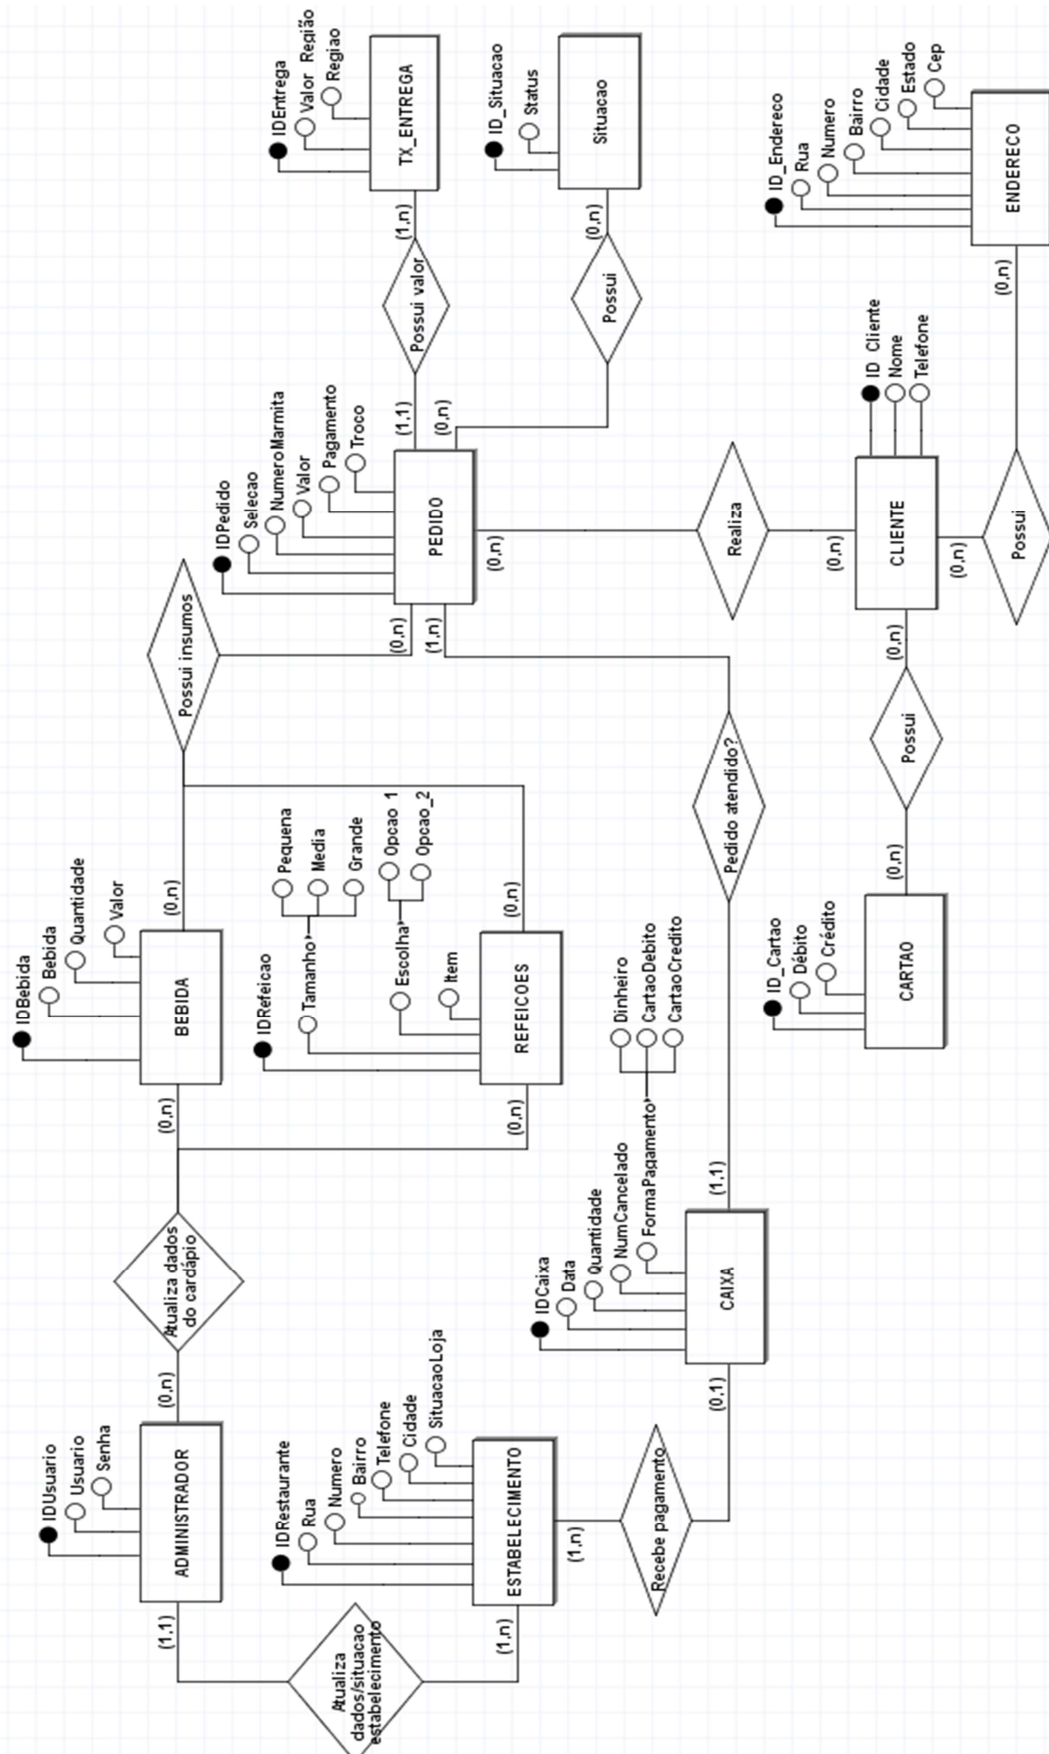 IDUsuario
Usuario
Senha
ADMINISTRADOR
(1,1)
(0,n)
Atualiza dados
do cardápio
(0,n)
IDBebida
Bebida
Quantidade
Valor
BEBIDA
(0,n)
Possui insumos
Atualiza
dados/situacao
estabelecimento
(1,n)
IDRestaurante
Rua
Numero
Bairro
Telefone
Cidade
SituacaoLoja
ESTABELECIMENTO
(1,n)
IDRefeicao
Tamanho
Pequena
Media
Grande
Escolha
Opcao 1
Opcao_2
Item
REFEICOES
(0,n)
(0,n)
IDPedido
Selecao
NumeroMarmita
Valor
Pagamento
Troco
PEDIDO
(0,n)
(1,n)
(1,1)
(0,n)
(0,n)
Possui valor
(1,n)
IDEntrega
Valor Região
Regiao
TX_ENTREGA
Possui
(0,n)
ID_Situacao
Status
Situacao
Recebe pagamento
(0,1)
IDCaixa
Data
Quantidade
NumCancelado
FormaPagamento
Dinheiro
CartaoDebito
CartaoCredito
CAIXA
(1,1)
Pedido atendido?
Realiza
(0,n)
ID_Cartao
Débito
Crédito
CARTAO
(0,n)
Possui
(0,n)
ID Cliente
Nome
Telefone
CLIENTE
(0,n)
Possui
(0,n)
ID_Endereco
Rua
Numero
Bairro
Cidade
Estado
Cep
ENDERECO